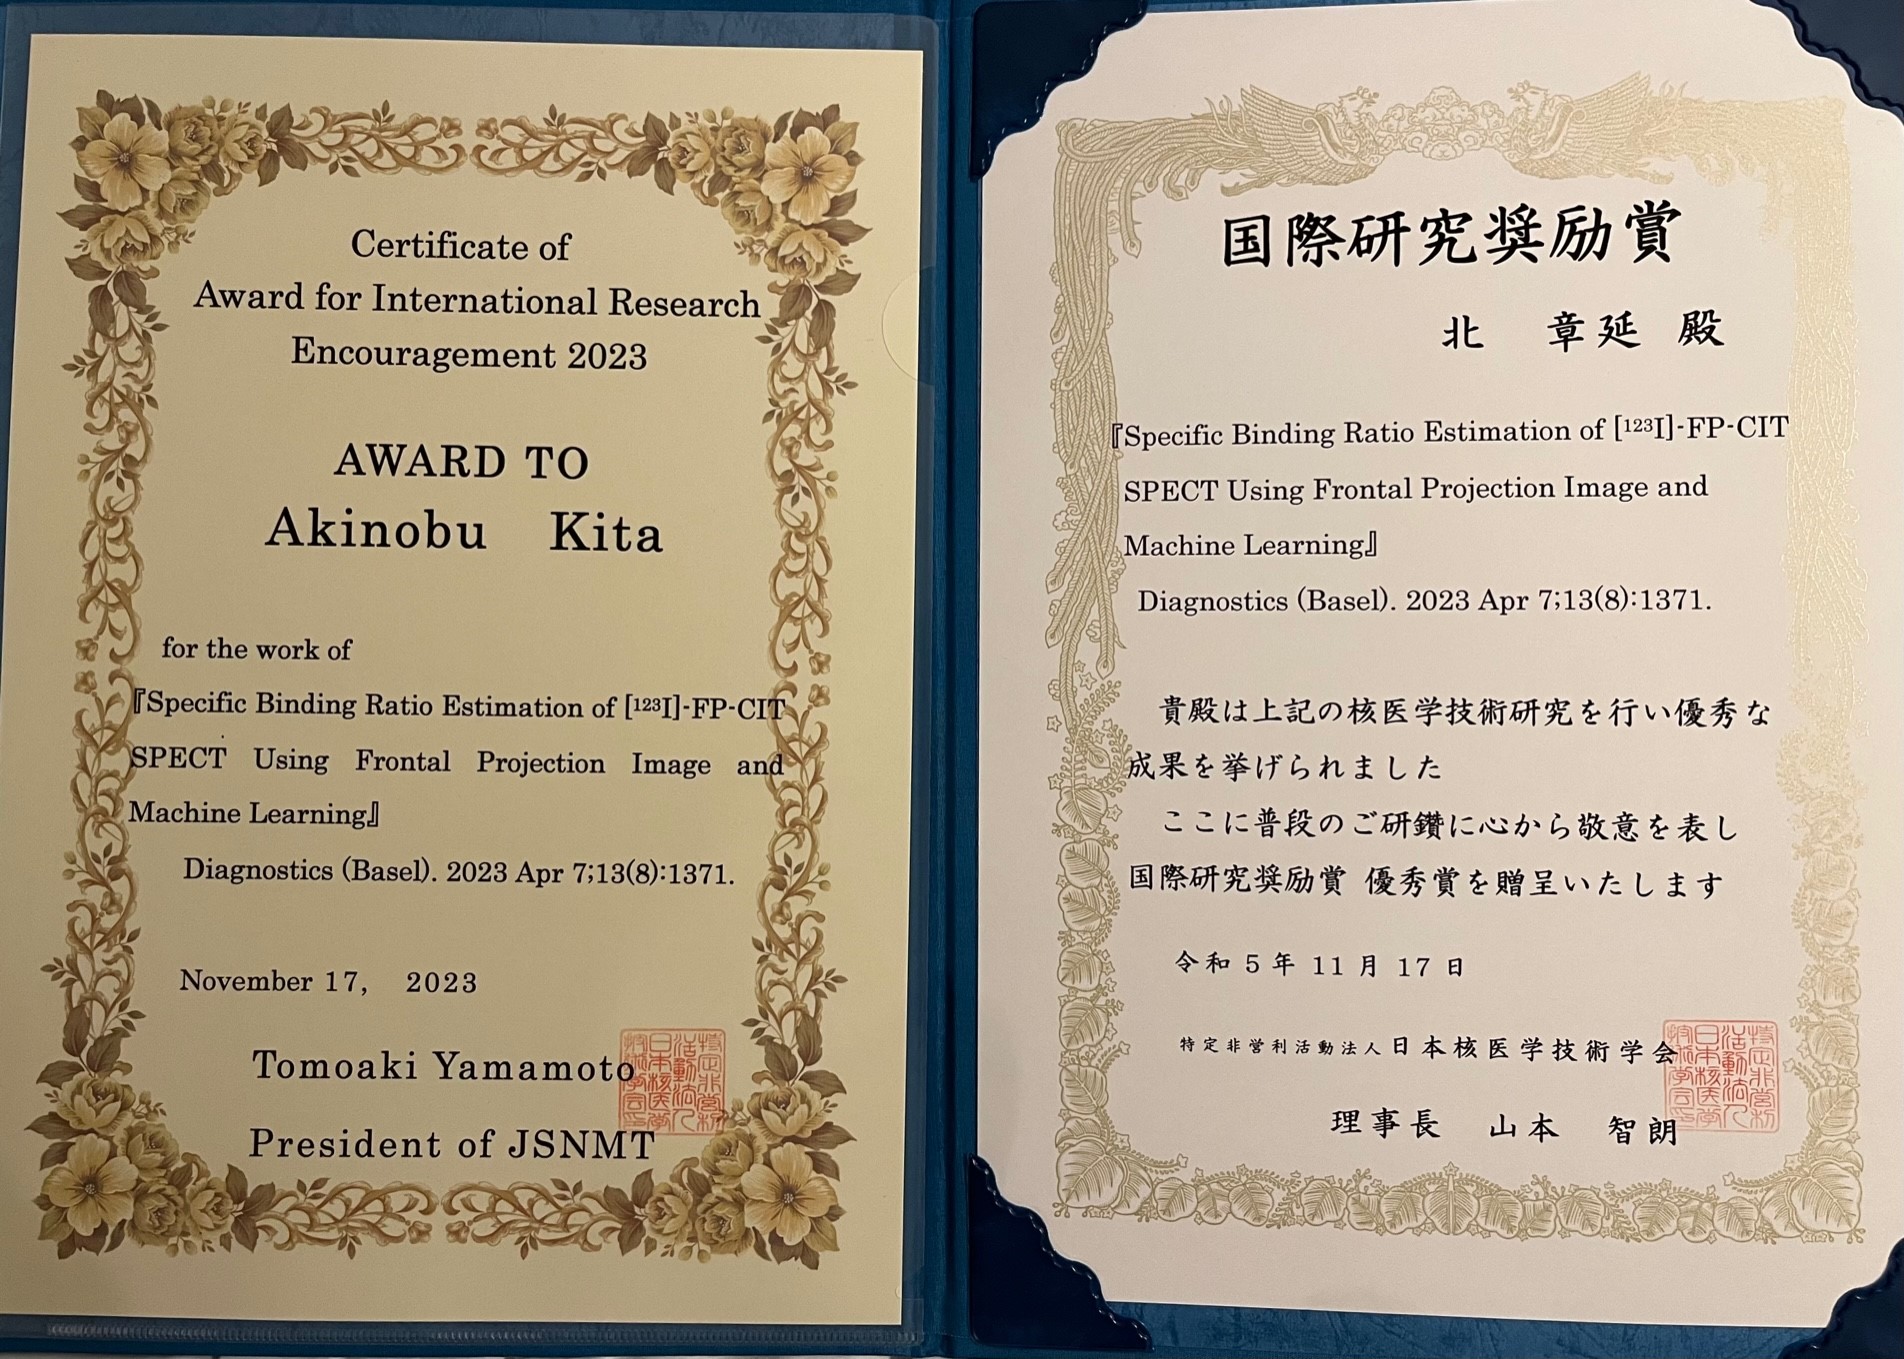 Certificate of
Award for International Research
Encouragement 2023
AWARD TO
Akinobu Kita
for the work of
『Specific Binding Ratio Estimation of [¹²³I]-FP-CIT
SPECT Using Frontal Projection Image and
Machine Learning』
Diagnostics (Basel). 2023 Apr 7;13(8):1371.
November 17, 2023
Tomoaki Yamamoto
President of JSNMT
国際研究奨励賞
北 章延 殿
『Specific Binding Ratio Estimation of [¹²³I]-FP-CIT
SPECT Using Frontal Projection Image and
Machine Learning』
Diagnostics (Basel). 2023 Apr 7;13(8):1371.
貴殿は上記の核医学技術研究を行い優秀な
成果を挙げられました
ここに普段のご研鑽に心から敬意を表し
国際研究奨励賞 優秀賞を贈呈いたします
令和5年11月17日
特定非営利活動法人日本核医学技術学会
理事長 山本 智朗